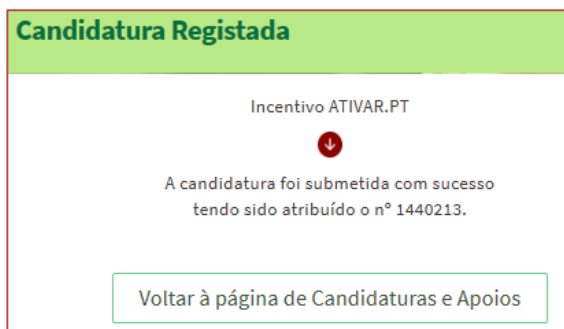 Candidatura Registada
Incentivo ATIVAR.PT
A candidatura foi submetida com sucesso
tendo sido atribuído o nº 1440213.
Voltar à página de Candidaturas e Apoios